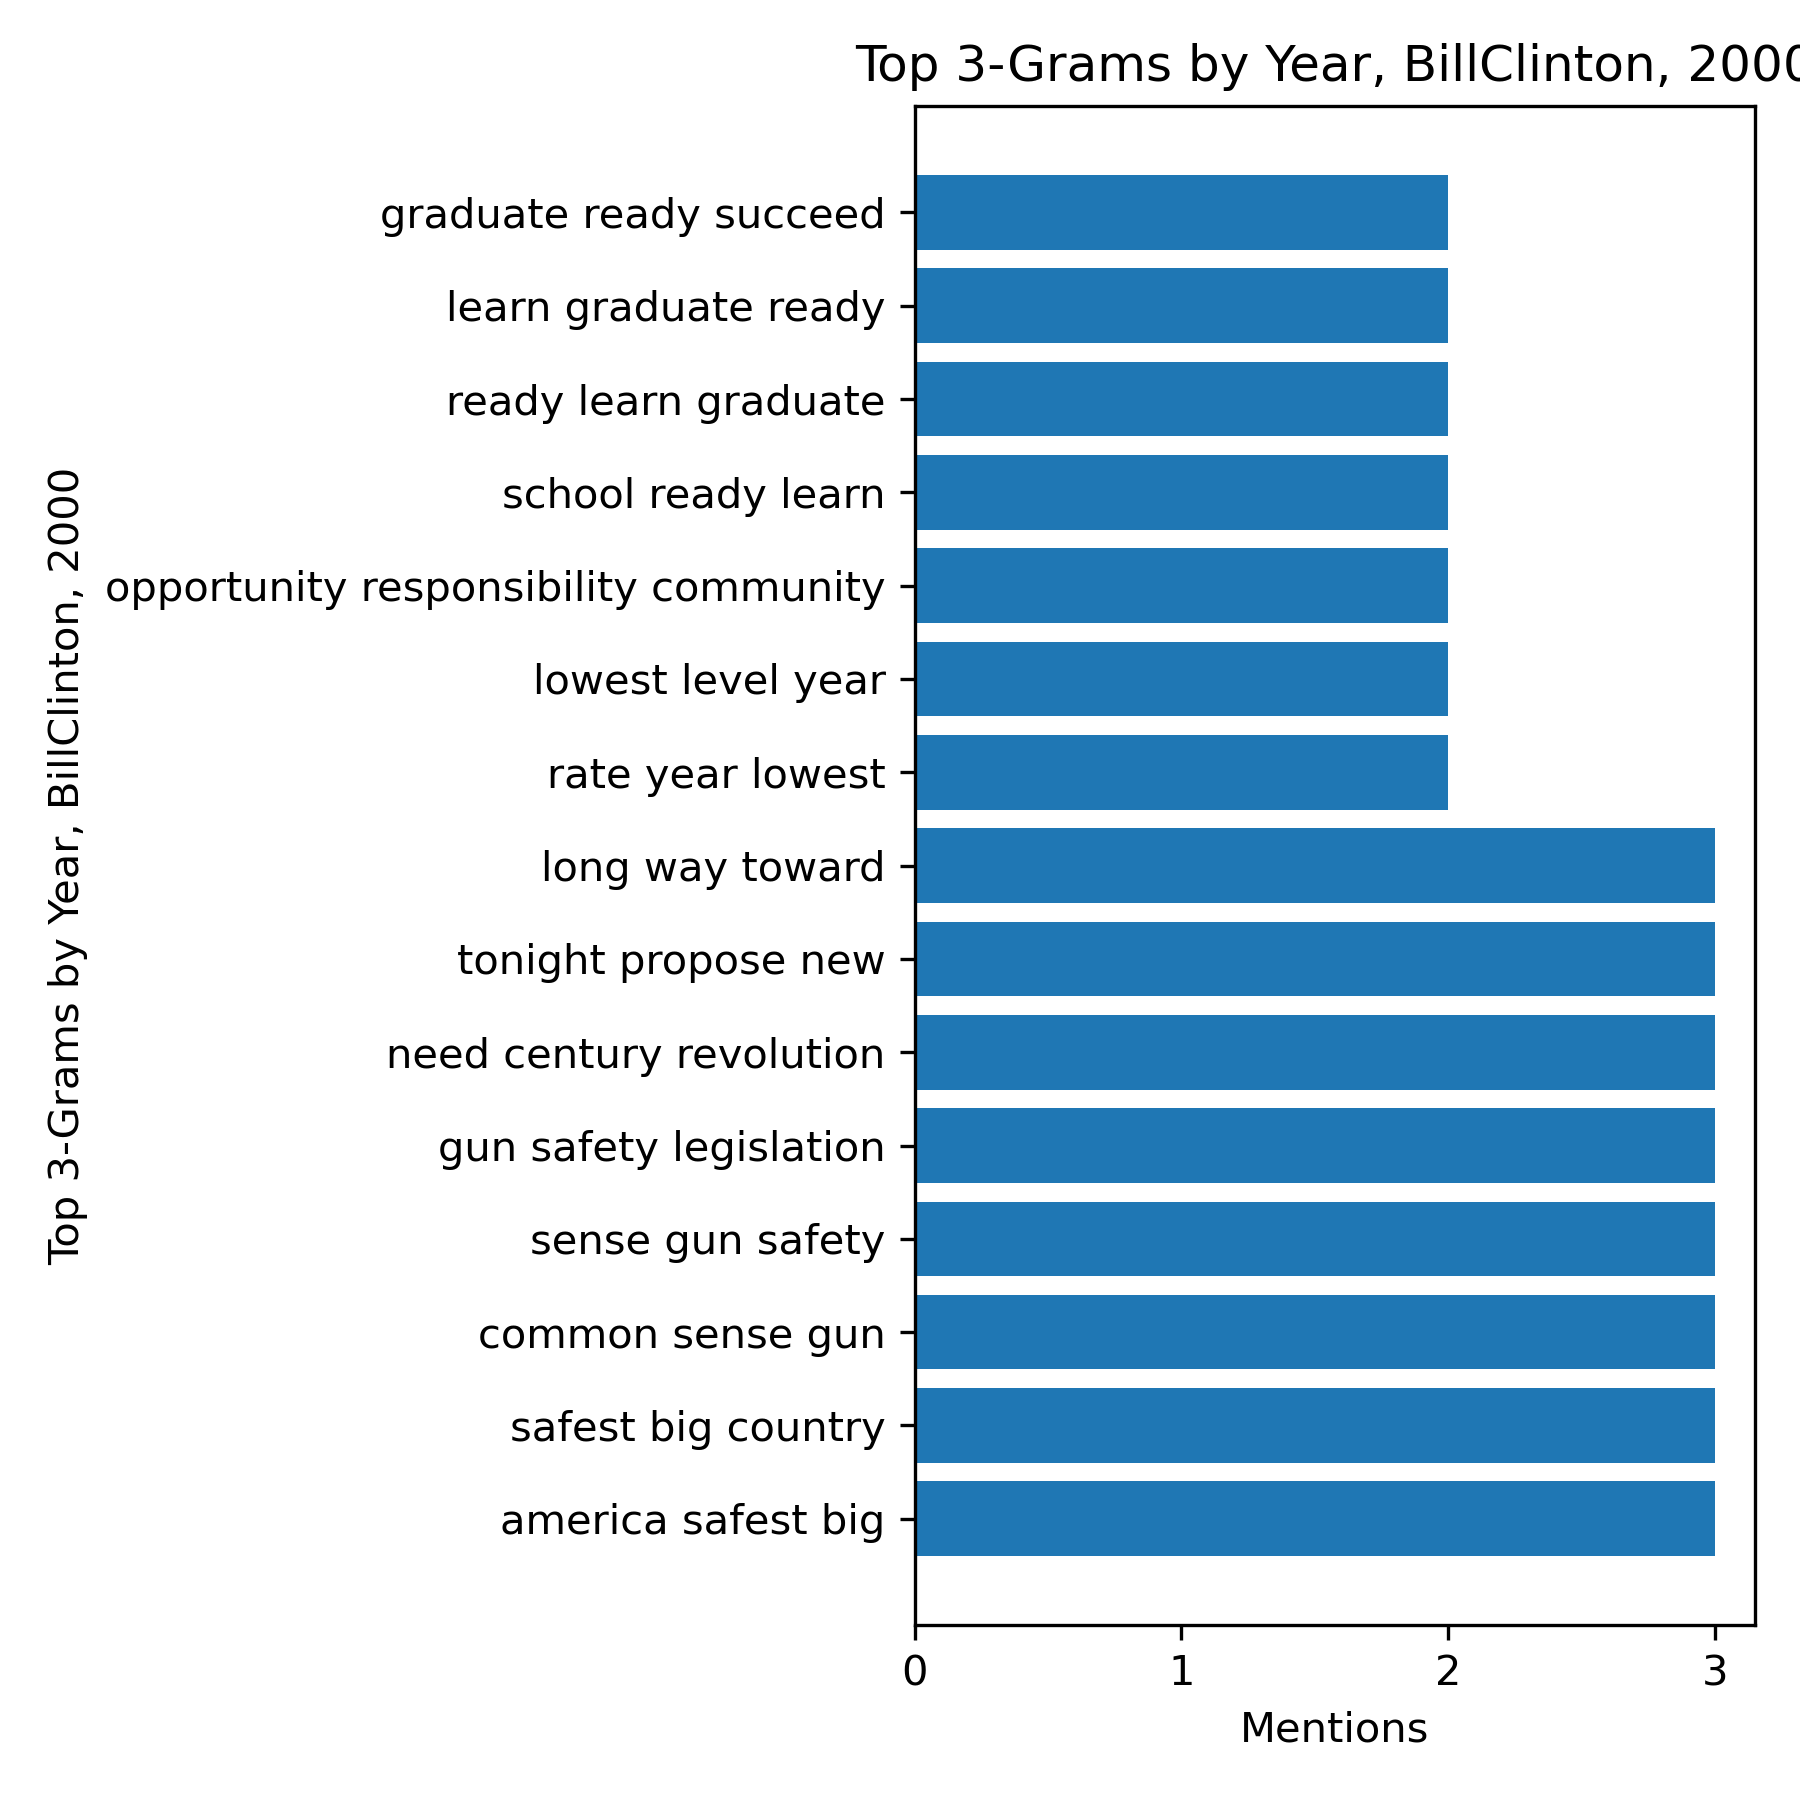 Top 3-Grams by Year, BillClinton, 2000
Top 3-Grams by Year, BillClinton, 2000
graduate ready succeed
learn graduate ready
ready learn graduate
school ready learn
opportunity responsibility community
lowest level year
rate year lowest
long way toward
tonight propose new
need century revolution
gun safety legislation
sense gun safety
common sense gun
safest big country
america safest big
0 1 2 3
Mentions